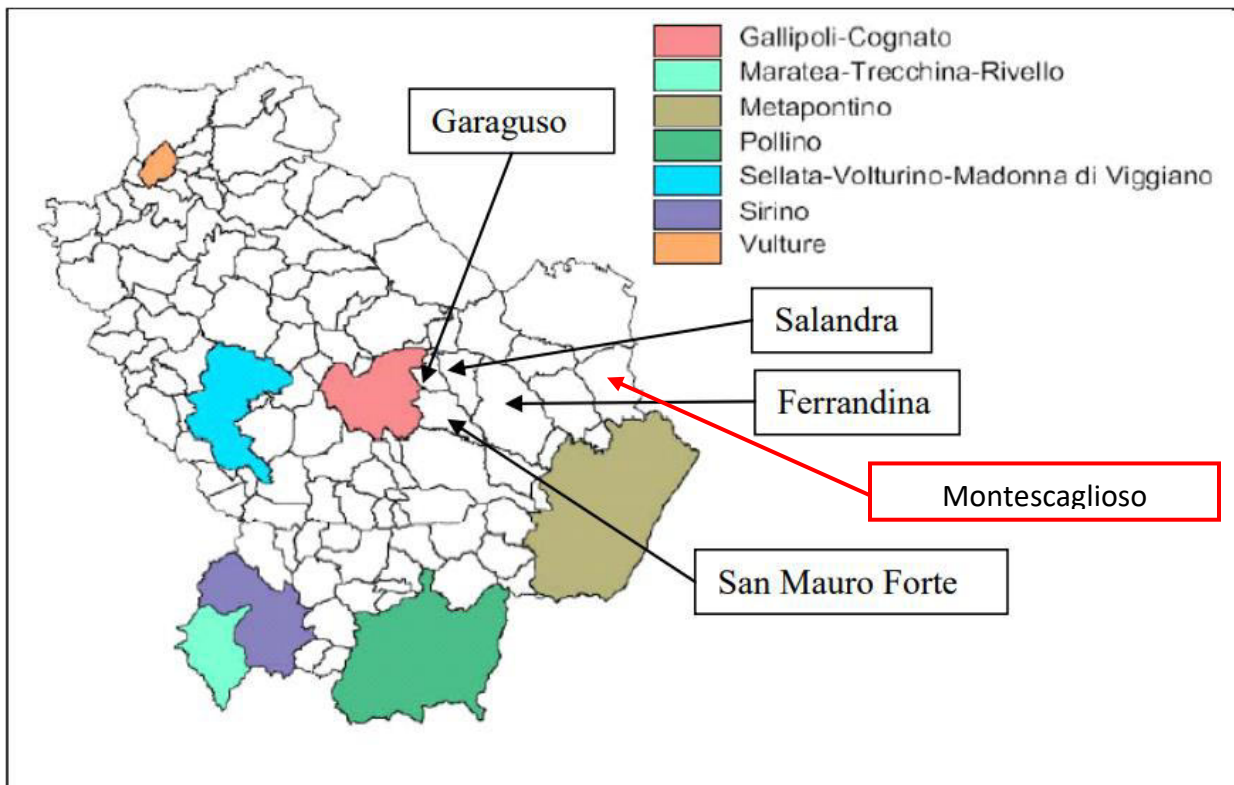 Gallipoli-Cognato
Maratea-Trecchina-Rivello
Metapontino
Pollino
Sellata-Volturino-Madonna di Viggiano
Sirino
Vulture
Garaguso
Salandra
Ferrandina
Montescaglioso
San Mauro Forte